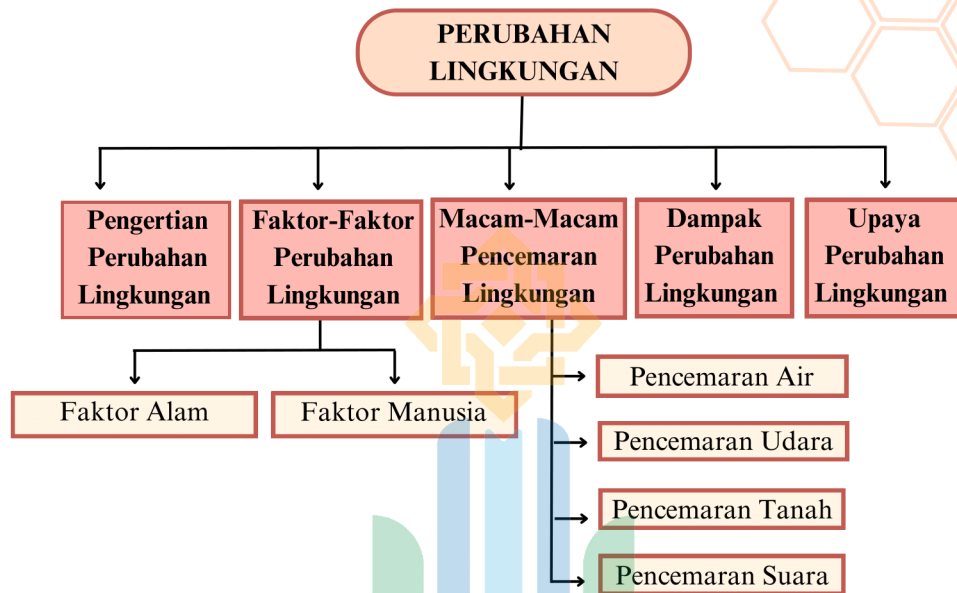 PERUBAHAN
LINGKUNGAN
Pengertian
Perubahan
Lingkungan
Faktor-Faktor
Perubahan
Lingkungan
Macam-Macam
Pencemaran
Lingkungan
Dampak
Perubahan
Lingkungan
Upaya
Perubahan
Lingkungan
Faktor Alam
Faktor Manusia
Pencemaran Air
Pencemaran Udara
Pencemaran Tanah
Pencemaran Suara